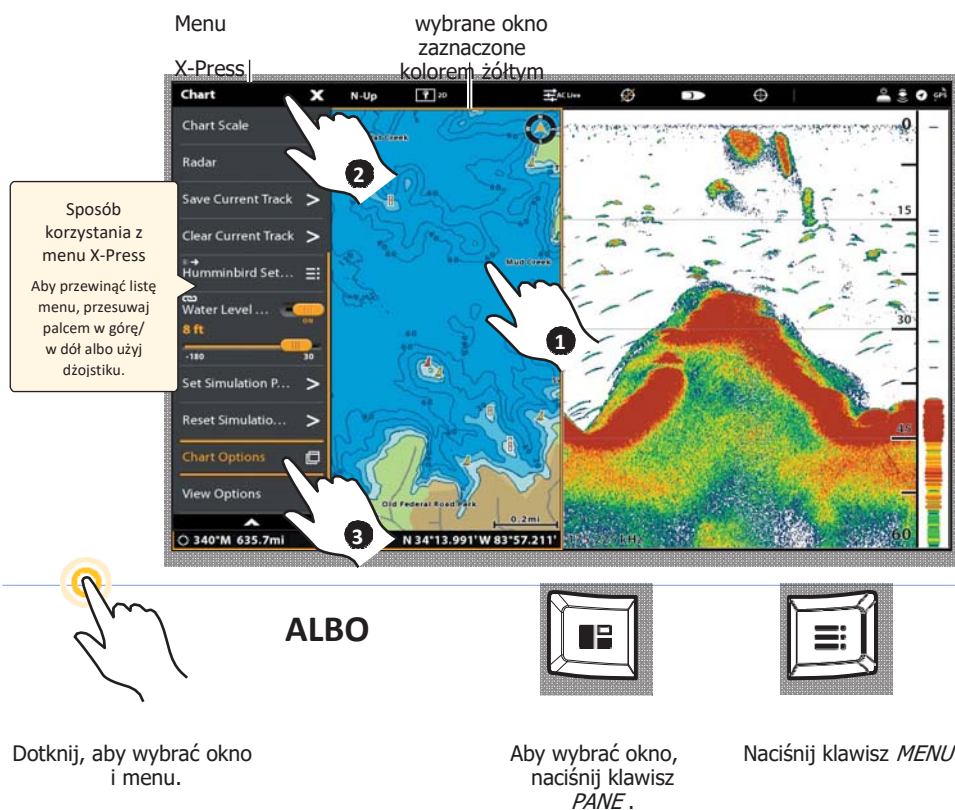 Menu
X-Press
wybrane okno
zaznaczone
kolorem żółtym
Chart
N-Up
2D
AC Live
GPS
Chart Scale
Radar
Save Current Track
Clear Current Track
Humminbird Set...
Water Level ...
ON
8 ft
-180
30
Set Simulation P...
Reset Simulatio...
Chart Options
View Options
340°M 635.7mi
Sposób
korzystania z
menu X-Press
Aby przewinąć listę
menu, przesuwaj
palcem w górę/
w dół albo użyj
dżojstiku.
2
1
3
Mud Creek
Old Federal Road Park
0.2mi
N 34°13.991' W 83°57.211'
0
15
30
45
60
ALBO
Dotknij, aby wybrać okno
i menu.
Aby wybrać okno,
naciśnij klawisz
PANE .
Naciśnij klawisz MENU